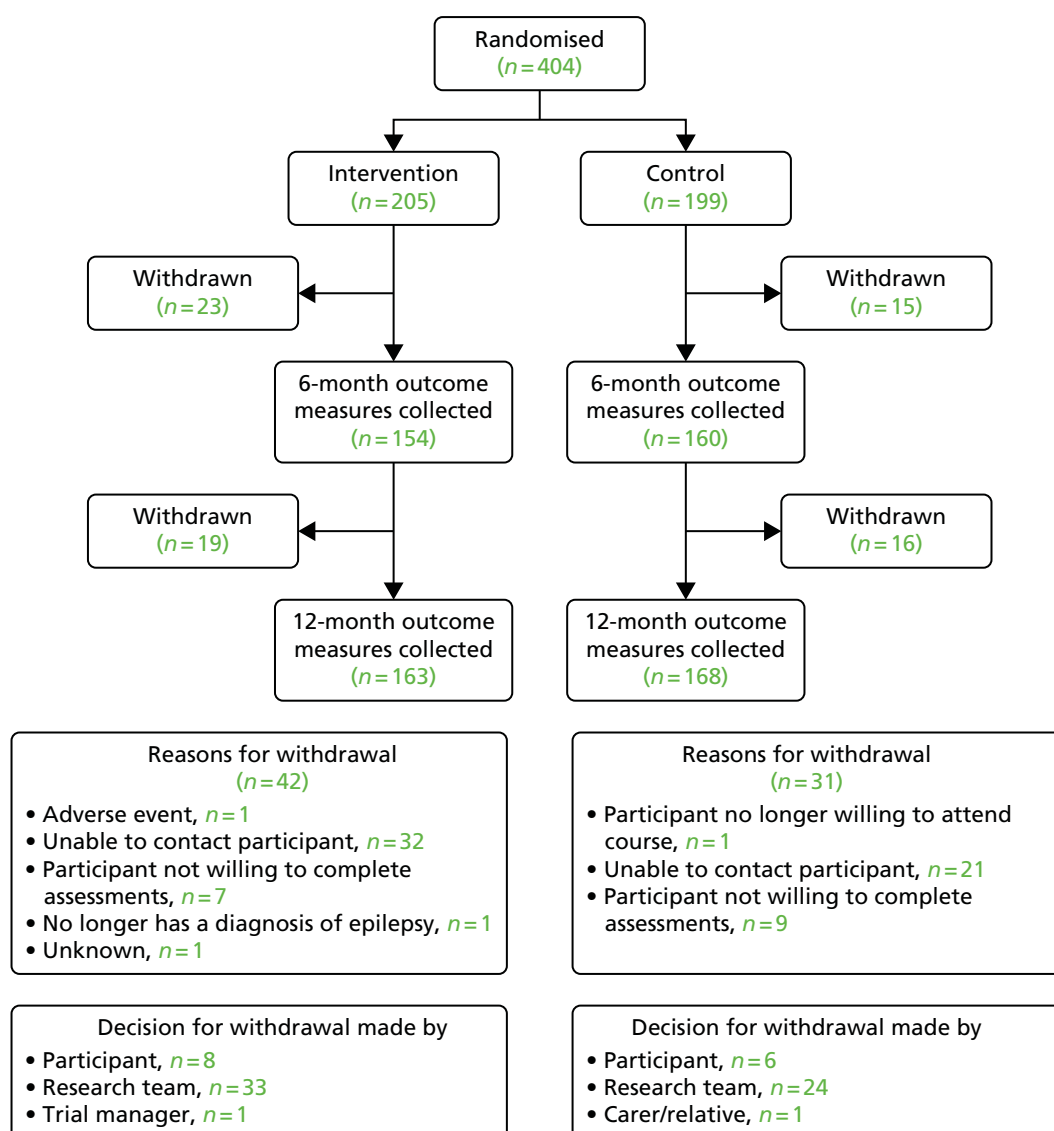 Randomised
(n=404)
Intervention
(n=205)
Control
(n=199)
Withdrawn
(n=23)
Withdrawn
(n=15)
6-month outcome
measures collected
(n=154)
6-month outcome
measures collected
(n=160)
Withdrawn
(n=19)
Withdrawn
(n=16)
12-month outcome
measures collected
(n=163)
12-month outcome
measures collected
(n=168)
Reasons for withdrawal
(n=42)
• Adverse event, n=1
• Unable to contact participant, n=32
• Participant not willing to complete
assessments, n=7
• No longer has a diagnosis of epilepsy, n=1
• Unknown, n=1
Reasons for withdrawal
(n=31)
• Participant no longer willing to attend
course, n=1
• Unable to contact participant, n=21
• Participant not willing to complete
assessments, n=9
Decision for withdrawal made by
• Participant, n=8
• Research team, n=33
• Trial manager, n=1
Decision for withdrawal made by
• Participant, n=6
• Research team, n=24
• Carer/relative, n=1